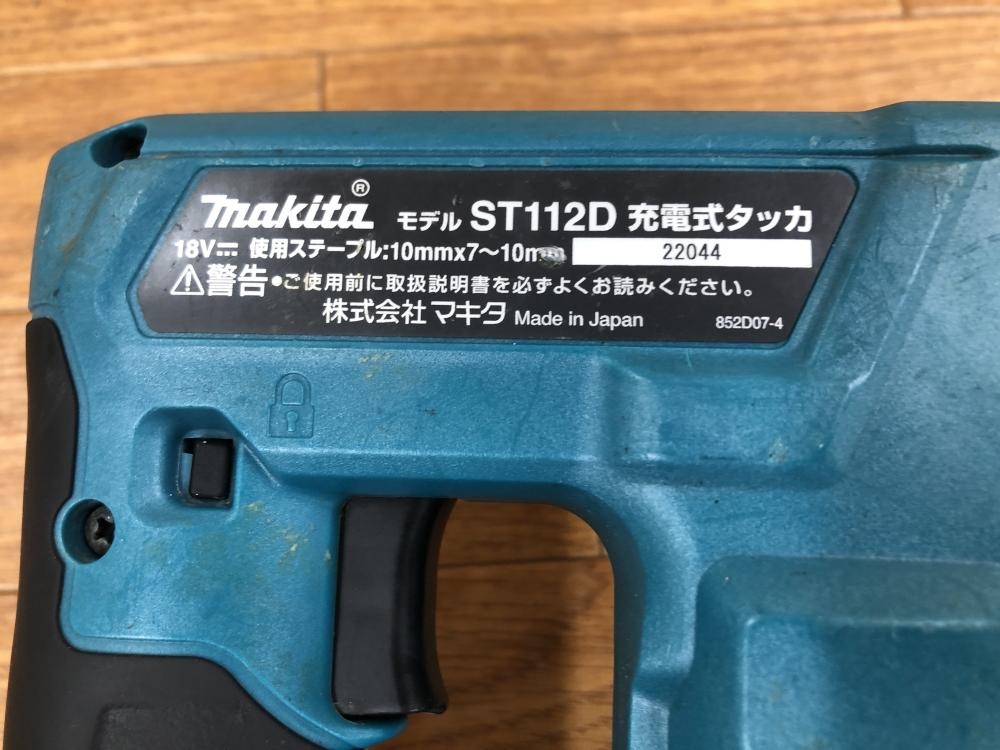 Makita® モデル ST112D 充電式タッカ
18V⎓ 使用ステープル:10mmx7〜10mm 22044
⚠警告 •ご使用前に取扱説明書を必ずよくお読みください。
株式会社マキタ Made in Japan 852D07-4